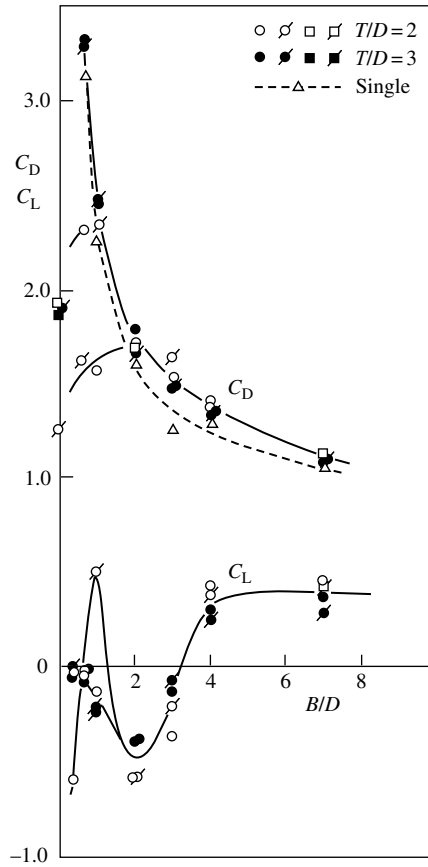 T/D = 2
T/D = 3
Single
3.0
C_D
C_L
2.0
C_D
1.0
C_L
0
2 4 6 8
B/D
−1.0